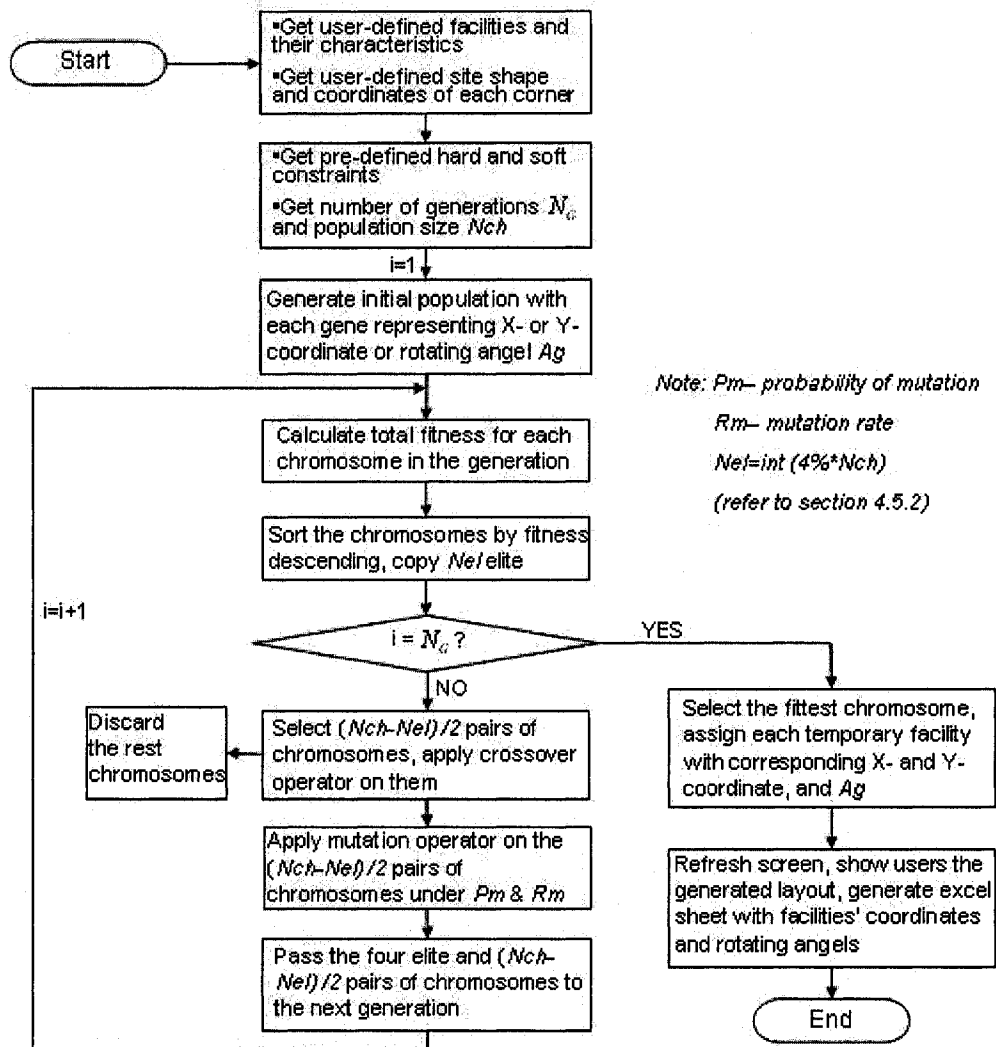 Start
▪Get user-defined facilities and
their characteristics
▪Get user-defined site shape
and coordinates of each corner
▪Get pre-defined hard and soft
constraints
▪Get number of generations N_G
and population size Nch
i=1
Generate initial population with
each gene representing X- or Y-
coordinate or rotating angel Ag
Note: Pm– probability of mutation
Rm– mutation rate
Nel=int (4%*Nch)
(refer to section 4.5.2)
Calculate total fitness for each
chromosome in the generation
Sort the chromosomes by fitness
descending, copy Nel elite
i=i+1
i = N_G ?
YES
NO
Discard
the rest
chromosomes
Select (Nch-Nel)/2 pairs of
chromosomes, apply crossover
operator on them
Apply mutation operator on the
(Nch-Nel)/2 pairs of
chromosomes under Pm & Rm
Pass the four elite and (Nch-
Nel)/2 pairs of chromosomes to
the next generation
Select the fittest chromosome,
assign each temporary facility
with corresponding X- and Y-
coordinate, and Ag
Refresh screen, show users the
generated layout, generate excel
sheet with facilities' coordinates
and rotating angels
End